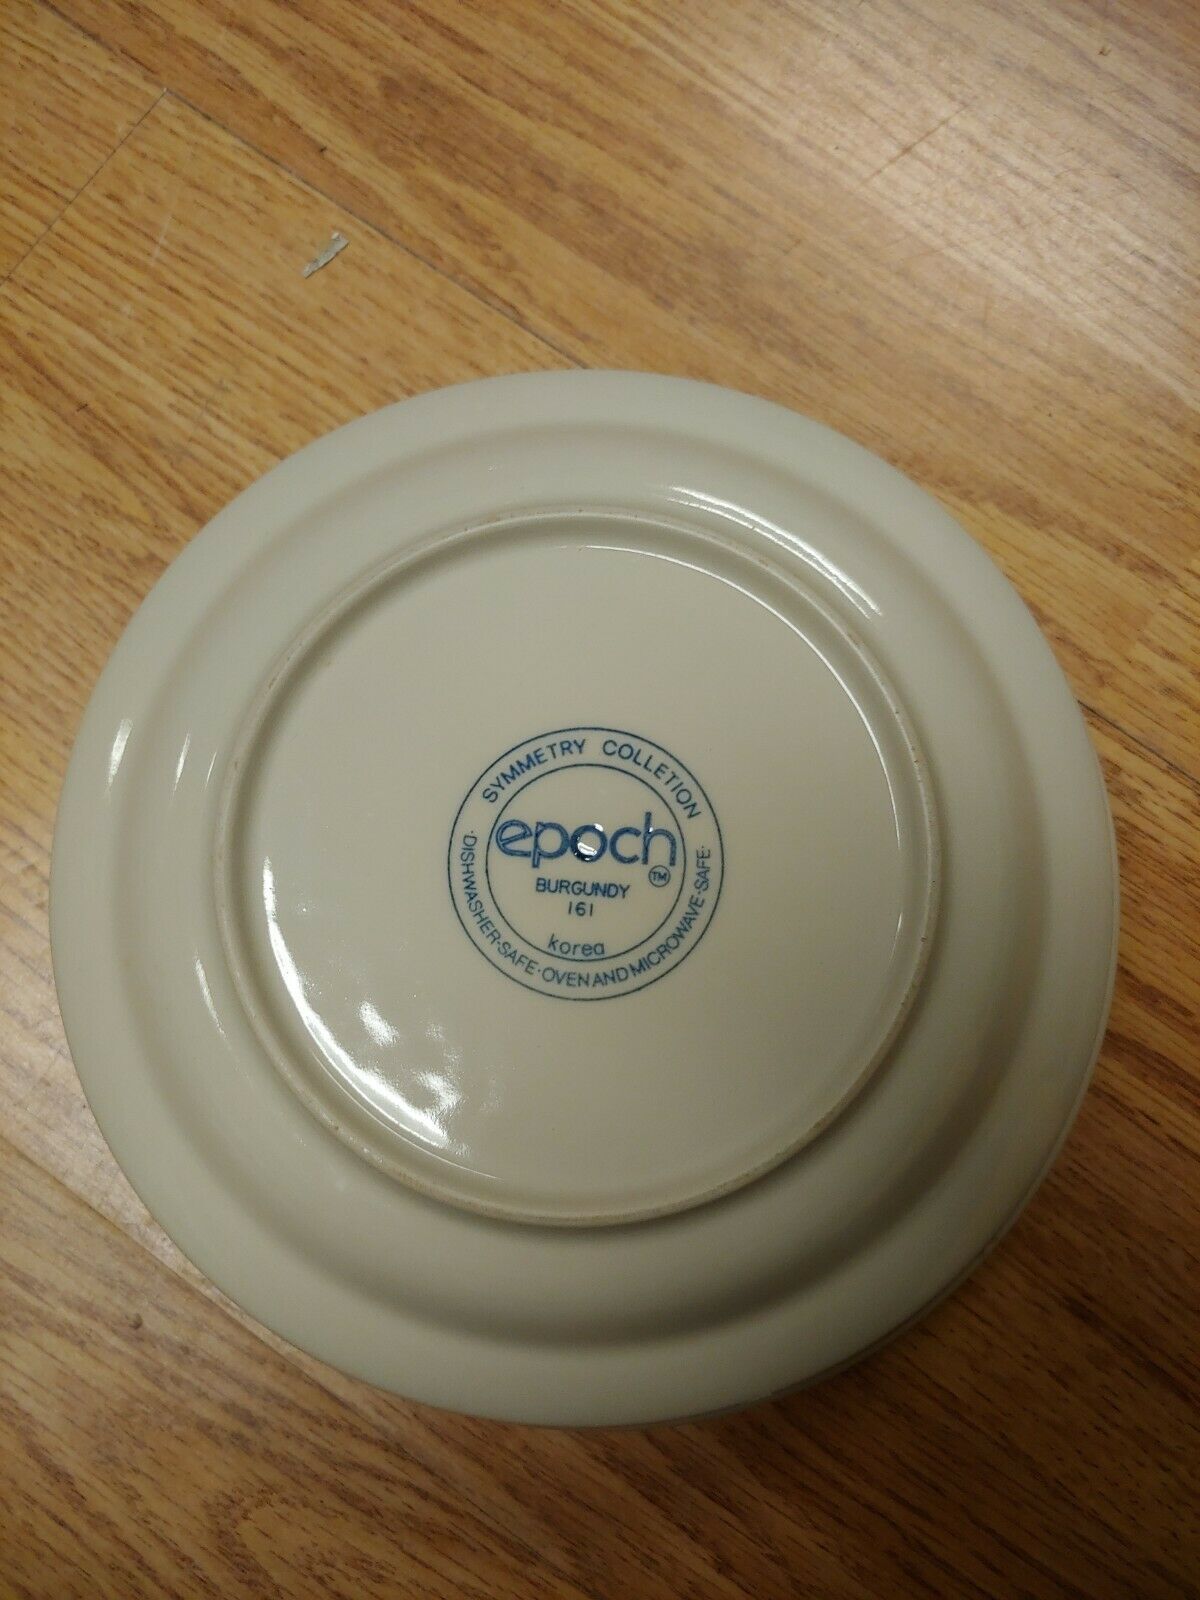 SYMMETRY COLLETION
epoch ™
BURGUNDY
161
korea
·DISHWASHER-SAFE·OVEN AND MICROWAVE-SAFE·